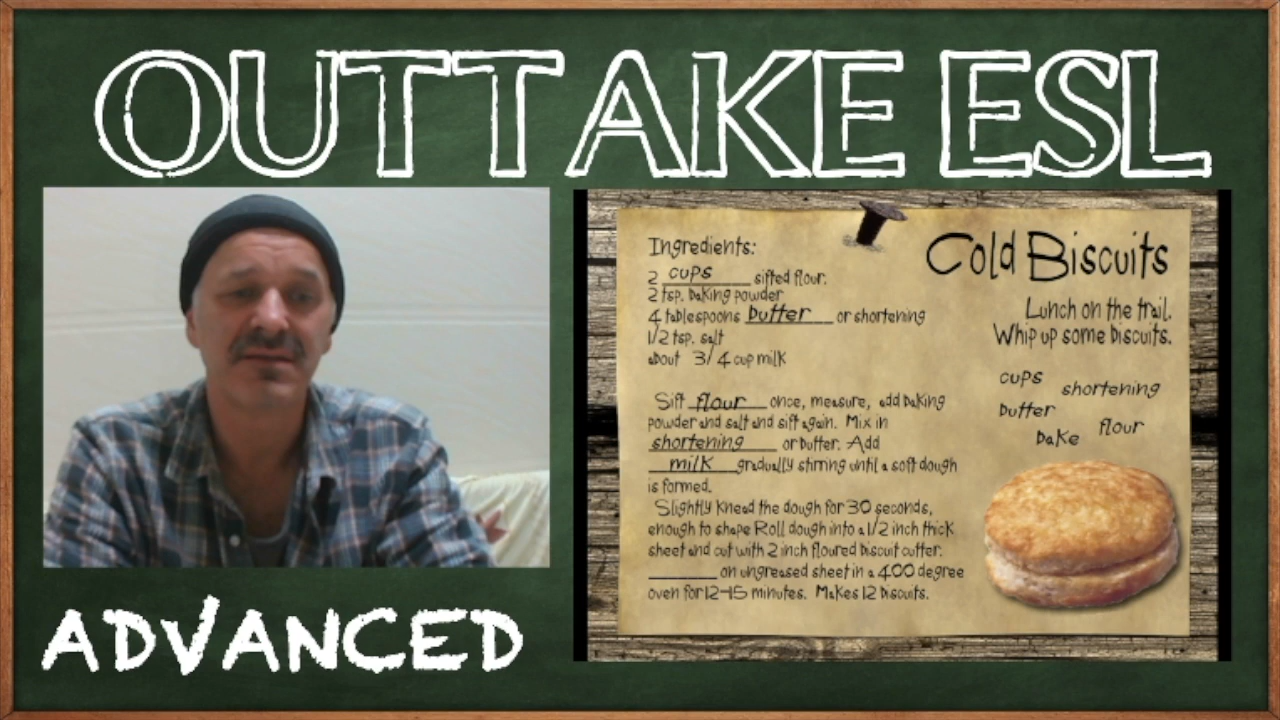 OUTTAKE ESL
Ingredients:
2 cups sifted flour.
2 tsp. baking powder
4 tablespoons butter or shortening
1/2 tsp. salt
about 3/4 cup milk
Sift flour once, measure, add baking
powder and salt and sift again. Mix in
shortening or butter. Add
milk gradually stirring until a soft dough
is formed.
Slightly knead the dough for 30 seconds,
enough to shape Roll dough into a 1/2 inch thick
sheet and cut with 2 inch floured biscuit cutter.
________ on ungreased sheet in a 400 degree
oven for 12-15 minutes. Makes 12 biscuits.
Cold Biscuits
Lunch on the trail.
Whip up some biscuits.
cups shortening
butter
bake flour
ADVANCED